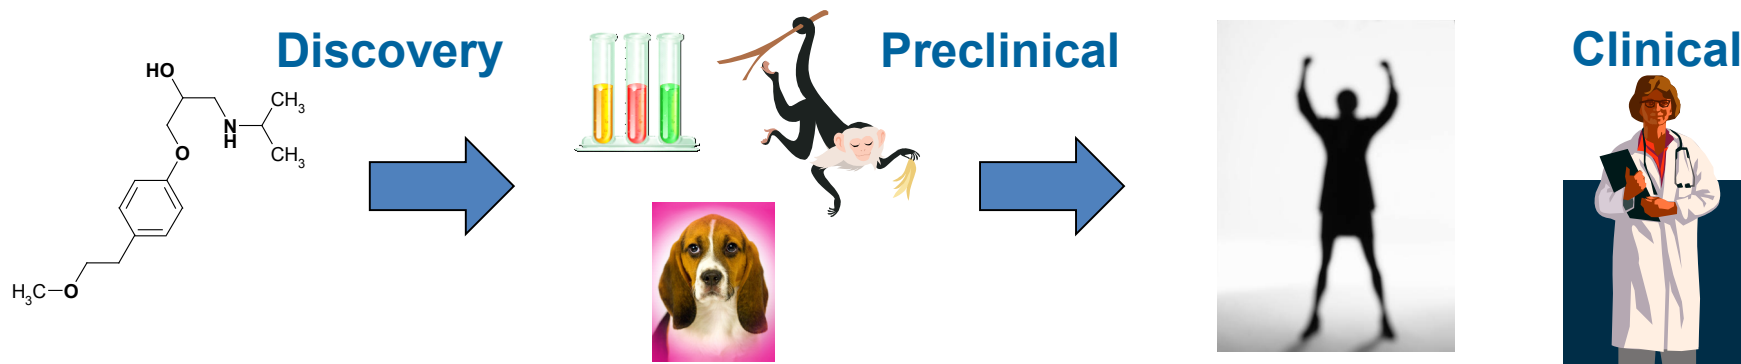 Discovery
Preclinical
Clinical
HO
CH₃
N
H
CH₃
O
H₃C-O